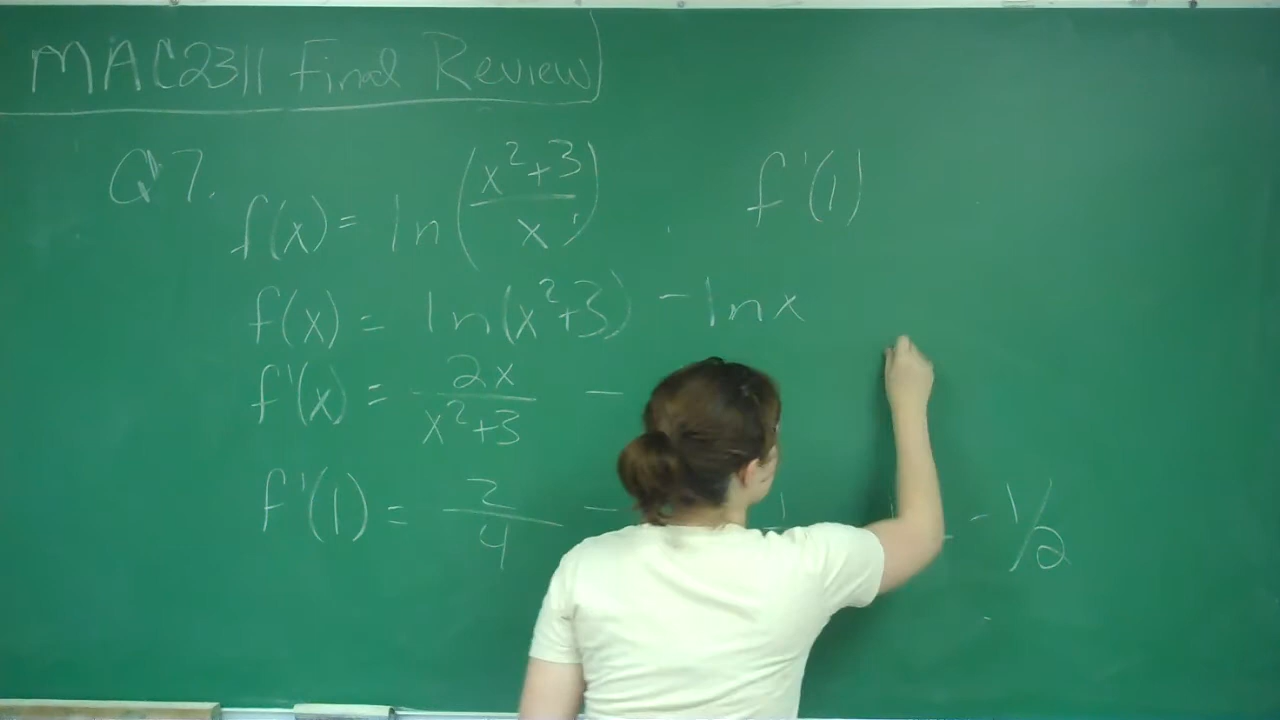 MAC2311 Final Review
Q7.
f(x) = ln((x²+3)/x), f'(1)
f(x) = ln(x²+3) - ln x
f'(x) = 2x/(x²+3) -
f'(1) = 2/4 - - 1/2